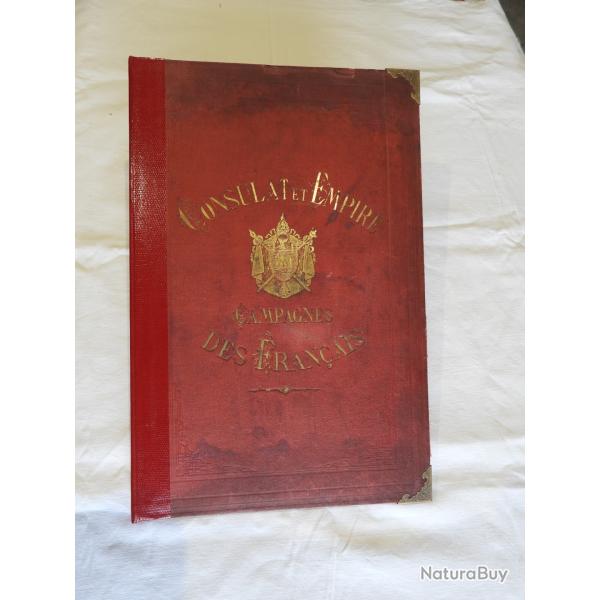 CONSULAT ET EMPIRE
CAMPAGNES
DES FRANÇAIS
NaturaBuy